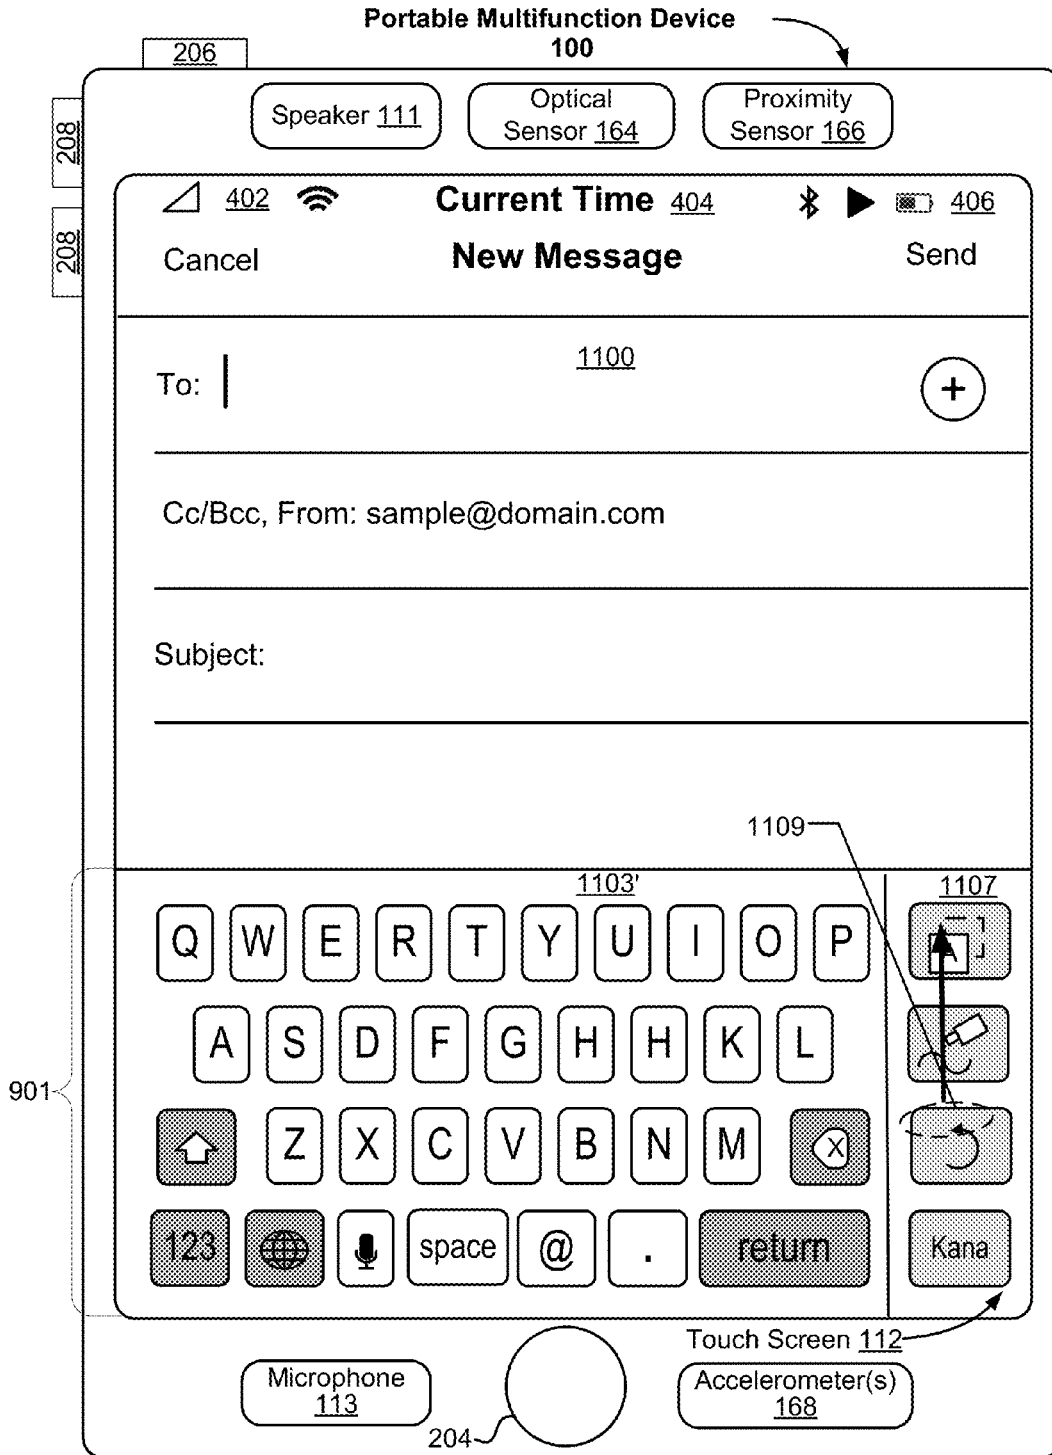 Portable Multifunction Device
100
206
208
208
Speaker 111
Optical
Sensor 164
Proximity
Sensor 166
402
Current Time 404
406
Cancel
New Message
Send
To:
1100
+
Cc/Bcc, From: sample@domain.com
Subject:
1109
901
1103'
1107
Q W E R T Y U I O P
A
A S D F G H H K L
Z X C V B N M X
123 space @ . return Kana
Touch Screen 112
Microphone
113
204
Accelerometer(s)
168